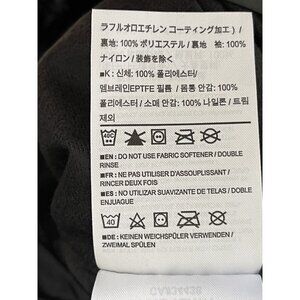 ラフルオロエチレン コーティング加工) /
裏地: 100% ポリエステル / 裏地 袖: 100%
ナイロン / 装飾を除く
■K : 신체: 100% 폴리에스터/
멤브레인EPTFE 필름 / 몸통 안감: 100%
폴리에스터 / 소매 안감: 100% 나일론 / 트림
제외
■EN : DO NOT USE FABRIC SOFTENER / DOUBLE
RINSE
■FR : NE PAS UTILISER D'ASSOUPLISSANT /
RINCER DEUX FOIS
■ES : NO UTILIZAR SUAVIZANTE DE TELAS / DOBLE
ENJUAGUE
40
■DE : KEINEN WEICHSPÜLER VERWENDEN /
ZWEIMAL SPÜLEN